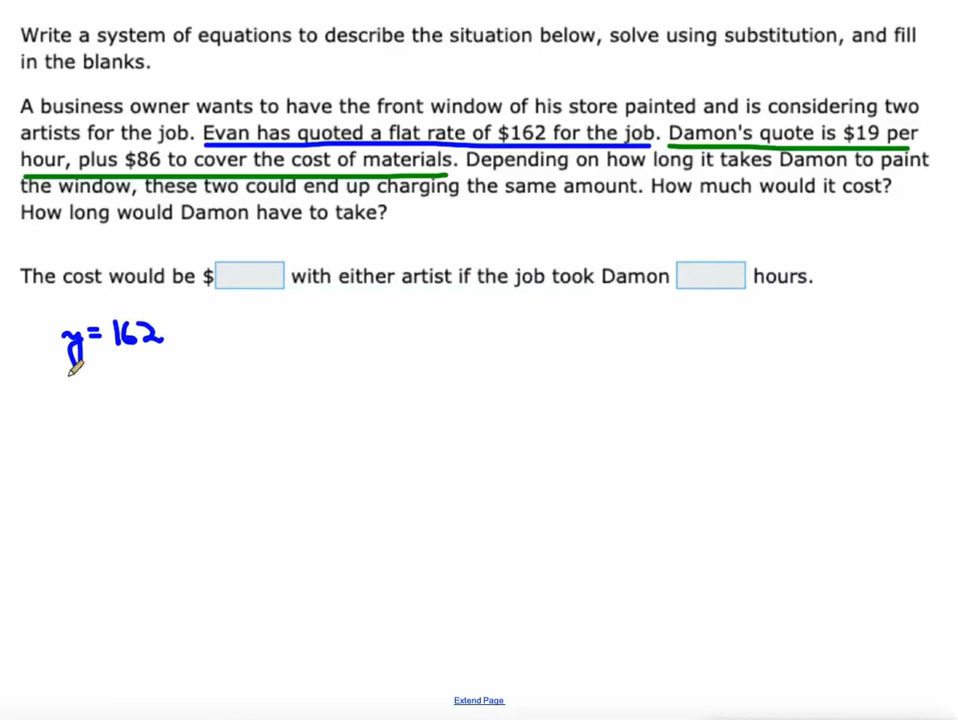 Write a system of equations to describe the situation below, solve using substitution, and fill
in the blanks.
A business owner wants to have the front window of his store painted and is considering two
artists for the job. Evan has quoted a flat rate of $162 for the job. Damon's quote is $19 per
hour, plus $86 to cover the cost of materials. Depending on how long it takes Damon to paint
the window, these two could end up charging the same amount. How much would it cost?
How long would Damon have to take?
The cost would be $ with either artist if the job took Damon hours.
y = 162
Extend Page